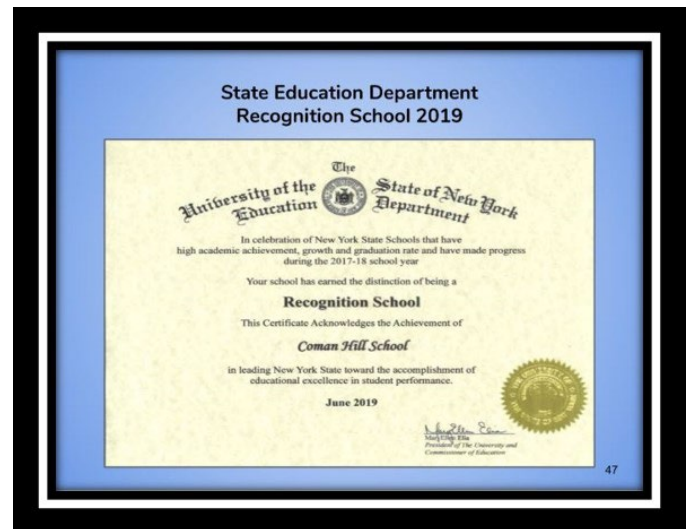 State Education Department
Recognition School 2019
The
University of the State of New York
Education Department
In celebration of New York State Schools that have
high academic achievement, growth and graduation rate and have made progress
during the 2017-18 school year
Your school has earned the distinction of being a
Recognition School
This Certificate Acknowledges the Achievement of
Coman Hill School
in leading New York State toward the accomplishment of
educational excellence in student performance.
June 2019
MaryEllen Elia
President of The University and
Commissioner of Education
47